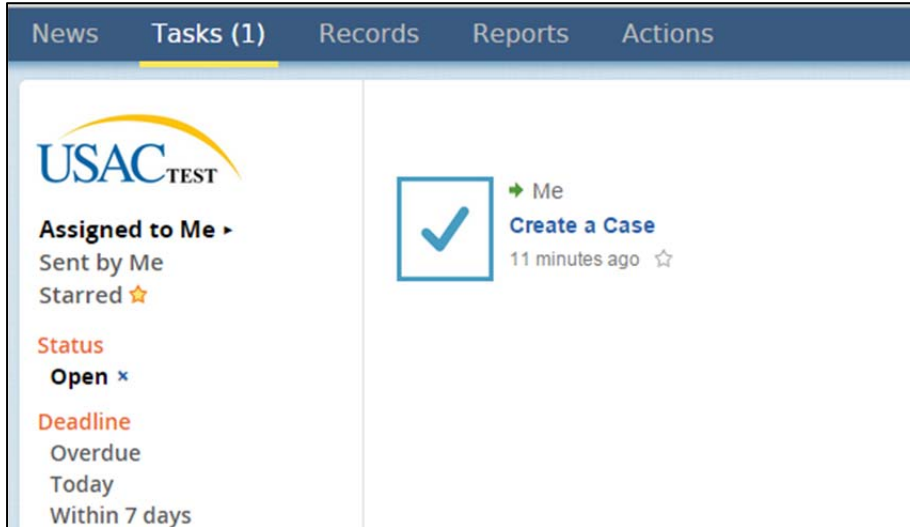 News Tasks (1) Records Reports Actions
USAC TEST
Assigned to Me
Sent by Me
Starred
Status
Open ×
Deadline
Overdue
Today
Within 7 days
Me
Create a Case
11 minutes ago